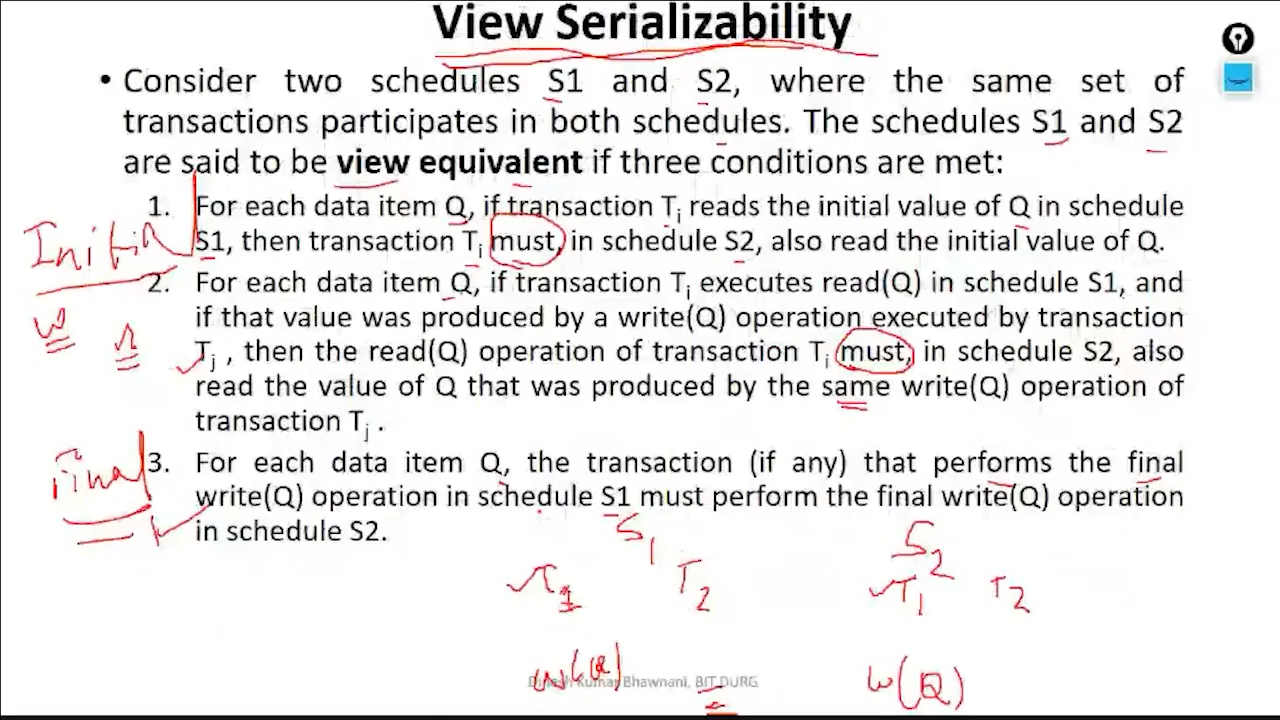 View Serializability
• Consider two schedules S1 and S2, where the same set of
transactions participates in both schedules. The schedules S1 and S2
are said to be view equivalent if three conditions are met:
1. For each data item Q, if transaction Ti reads the initial value of Q in schedule
Initial
S1, then transaction Ti must, in schedule S2, also read the initial value of Q.
2. For each data item Q, if transaction Ti executes read(Q) in schedule S1, and
if that value was produced by a write(Q) operation executed by transaction
W
Tj , then the read(Q) operation of transaction Ti must, in schedule S2, also
read the value of Q that was produced by the same write(Q) operation of
transaction Tj .
3. For each data item Q, the transaction (if any) that performs the final
Final
write(Q) operation in schedule S1 must perform the final write(Q) operation
in schedule S2.
S1 S2
T1 T2 T1 T2
W(Q) W(Q)
Dinesh Kumar Bhawnani, BIT DURG